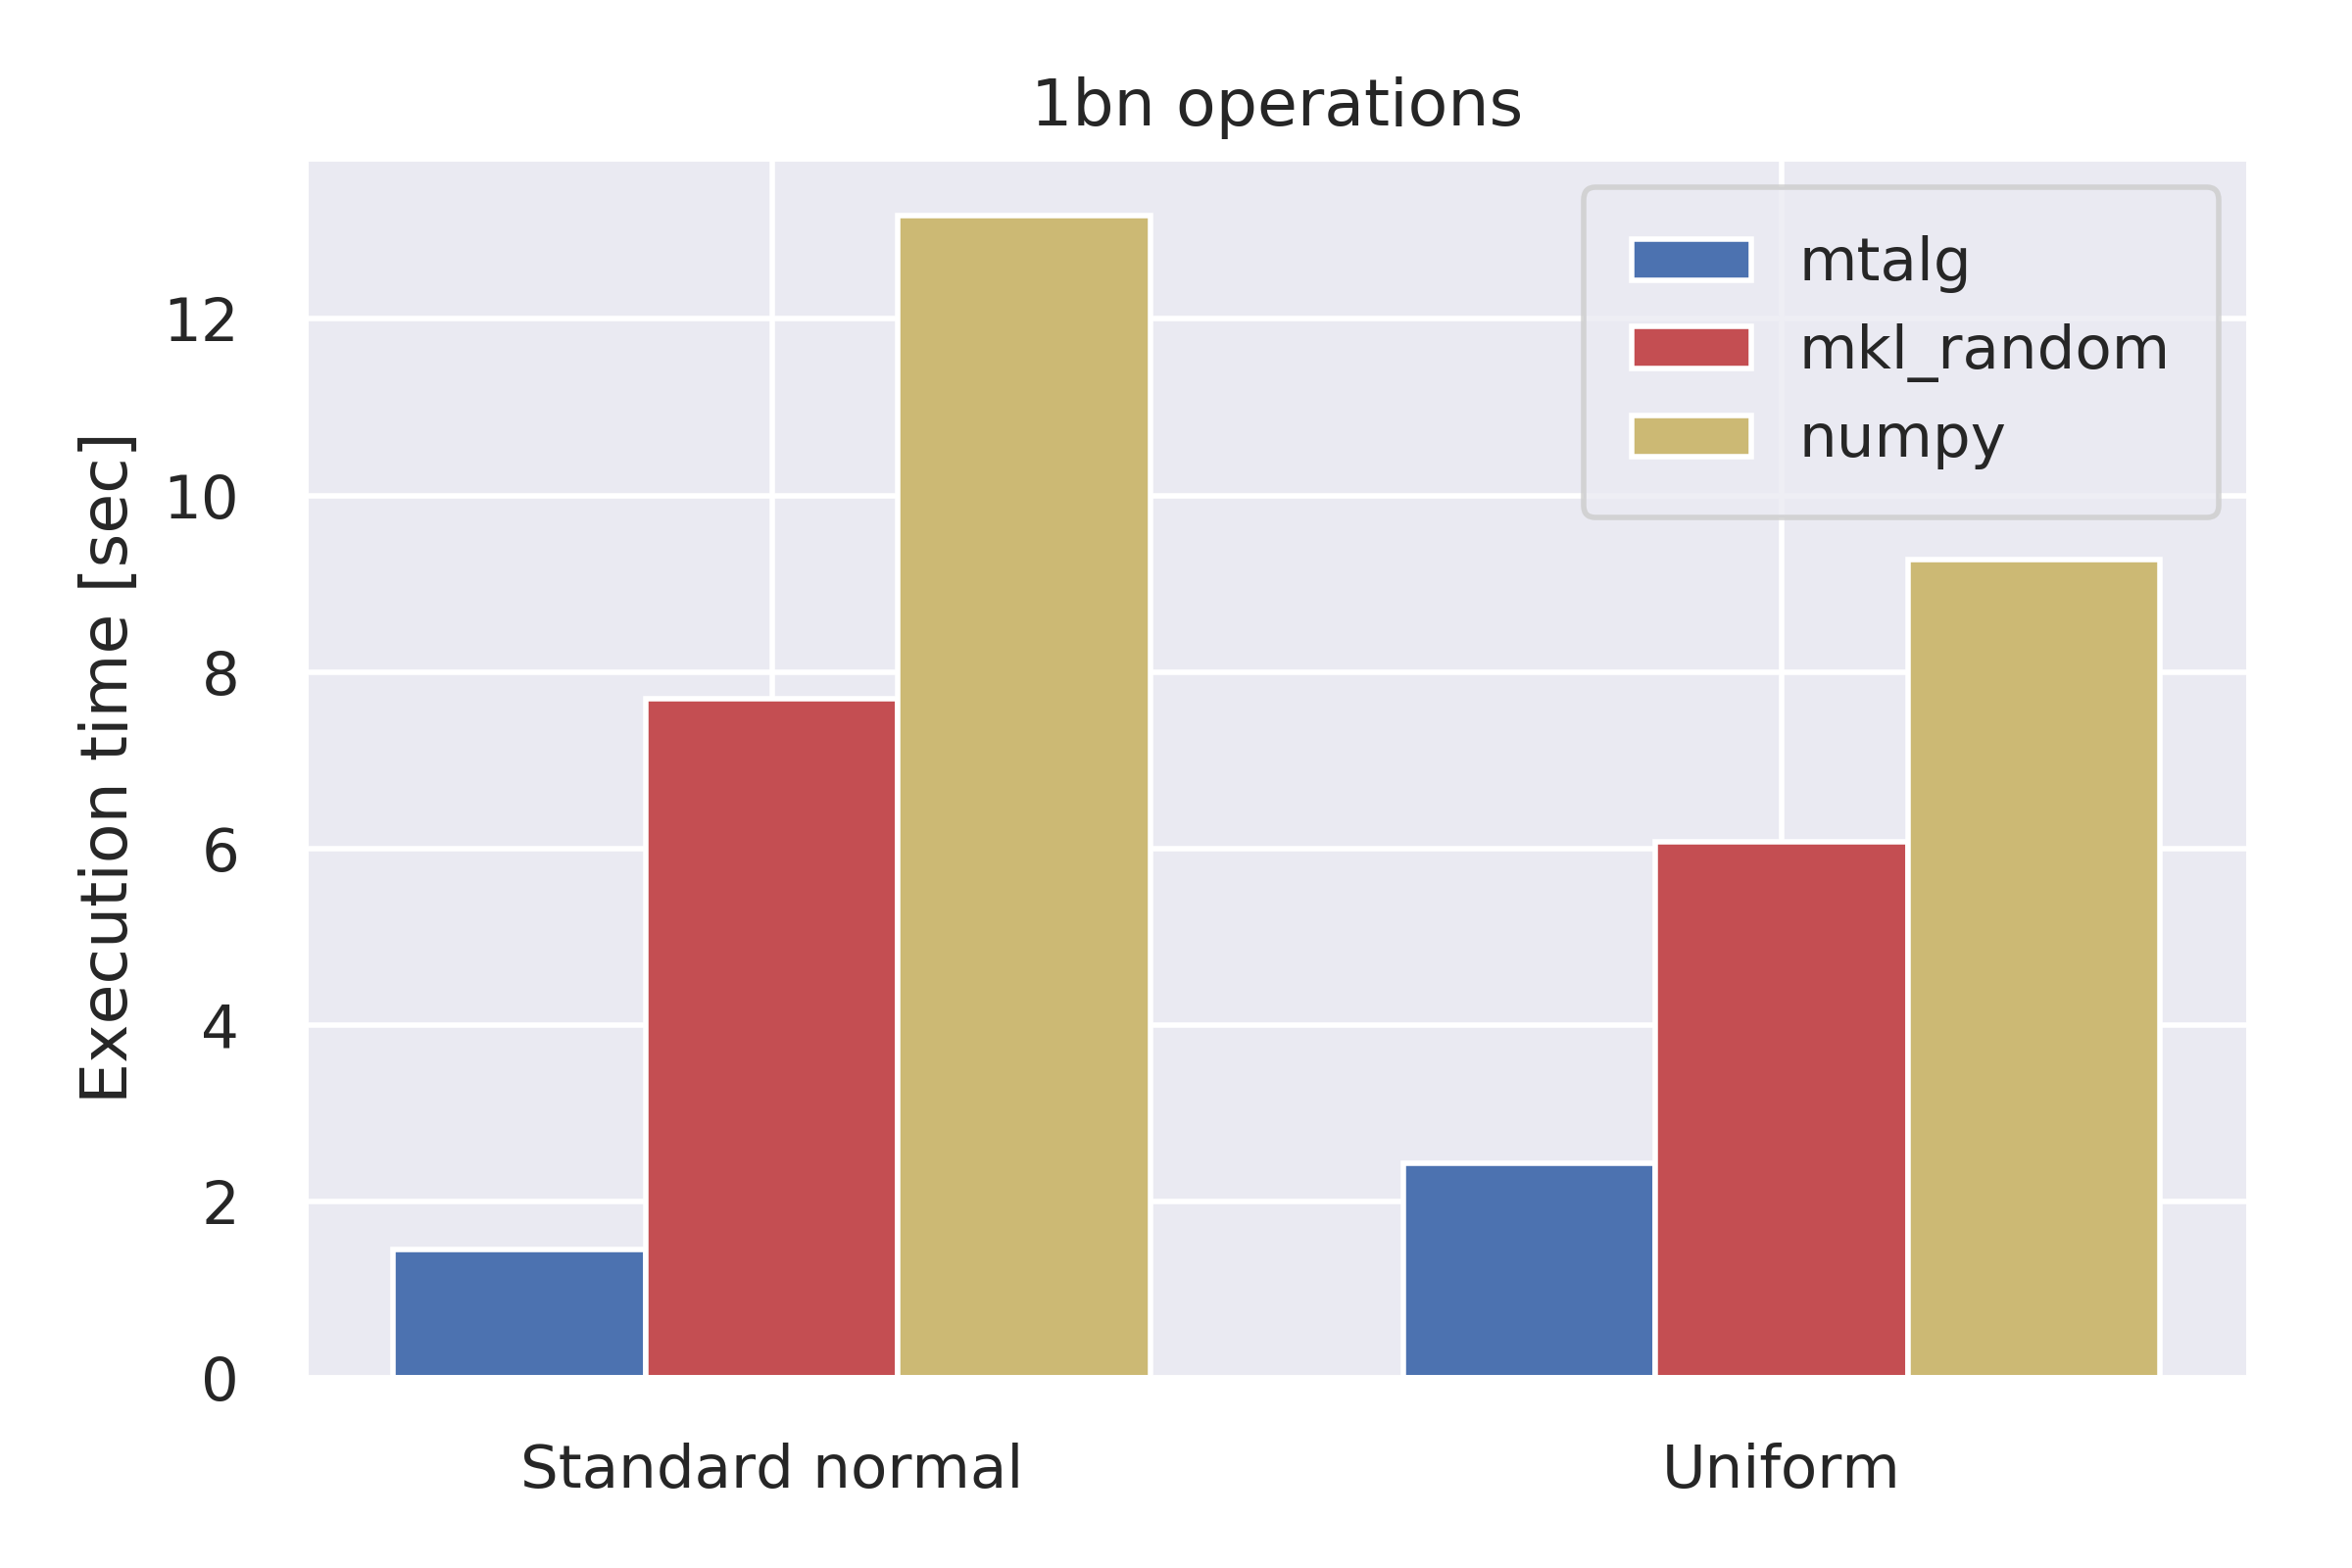 1bn operations
Execution time [sec]
12
10
8
6
4
2
0
mtalg
mkl_random
numpy
Standard normal
Uniform